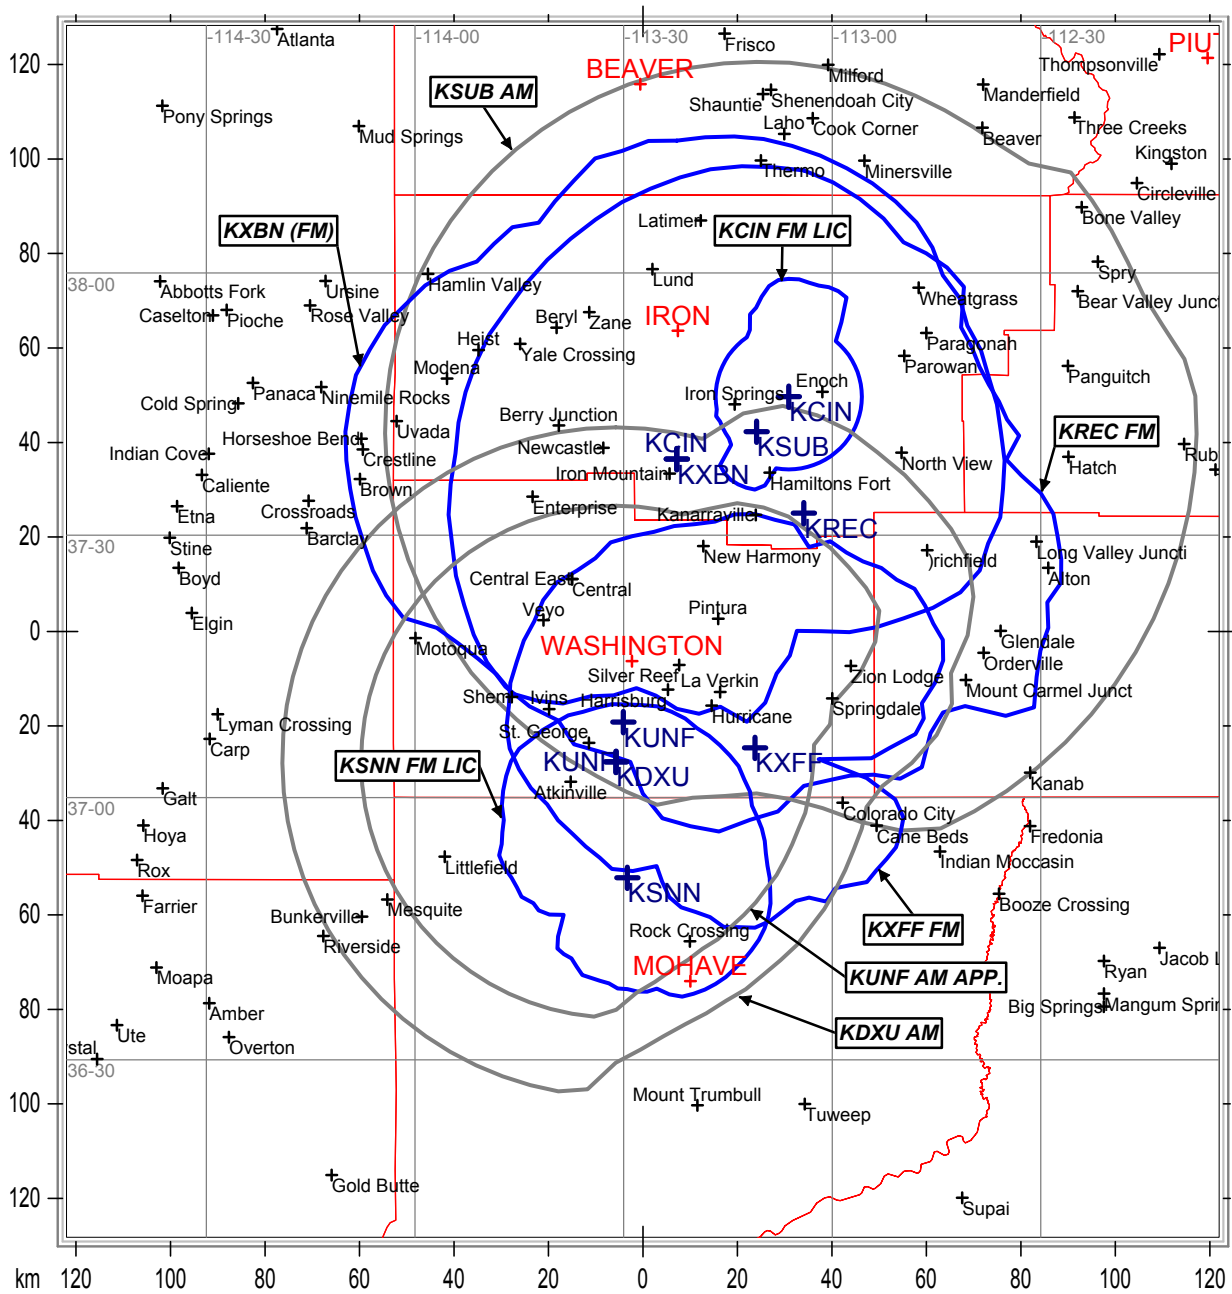 -114-30
-114-00
-113-30
-113-00
-112-30
Atlanta
Frisco
PIU
120
BEAVER
Milford
Thompsonville
KSUB AM
Shauntie
Shenendoah City
Manderfield
Pony Springs
Mud Springs
Laho
Cook Corner
Beaver
Three Creeks
100
Thermo
Minersville
Kingston
Circleville
KXBN (FM)
Latimer
KCIN FM LIC
Bone Valley
80
38-00
Abbotts Fork
Ursine
Hamlin Valley
Lund
Spry
Wheatgrass
Bear Valley Junct
Caselton
Pioche
Rose Valley
Beryl
Zane
IRON
60
Heist
Yale Crossing
Paragonah
Parowan
Modena
Panguitch
Panaca
Ninemile Rocks
Iron Springs
Enoch
KCIN
Cold Spring
Berry Junction
Uvada
KSUB
KREC FM
40
Horseshoe Bend
Crestline
Newcastle
KCIN
KXBN
North View
Hatch
Rub
Indian Cove
Caliente
Brown
Iron Mountain
Hamiltons Fort
Etna
Crossroads
Enterprise
Kanarraville
KREC
20
37-30
Stine
Barclay
New Harmony
)richfield
Long Valley Juncti
Boyd
Central East
Central
Alton
Elgin
Veyo
Pintura
0
Motoqua
WASHINGTON
Glendale
Orderville
Silver Reef
La Verkin
Zion Lodge
Mount Carmel Junct
Shem
Ivins
Harrisburg
Hurricane
Springdale
20
Lyman Crossing
Carp
St. George
KUNF
KUNF
KDXU
KXFF
KSNN FM LIC
Kanab
37-00
Galt
Atkinville
Colorado City
40
Hoya
Cane Beds
Fredonia
Rox
Littlefield
Indian Moccasin
KSNN
Farrier
Mesquite
Booze Crossing
60
Bunkerville
Riverside
Rock Crossing
KXFF FM
Moapa
MOHAVE
KUNF AM APP.
Ryan
Jacob L
80
Amber
Big Springs
Mangum Sprin
Ute
Overton
KDXU AM
stal
36-30
100
Mount Trumbull
Tuweep
Gold Butte
Supai
120
km
120
100
80
60
40
20
0
20
40
60
80
100
120